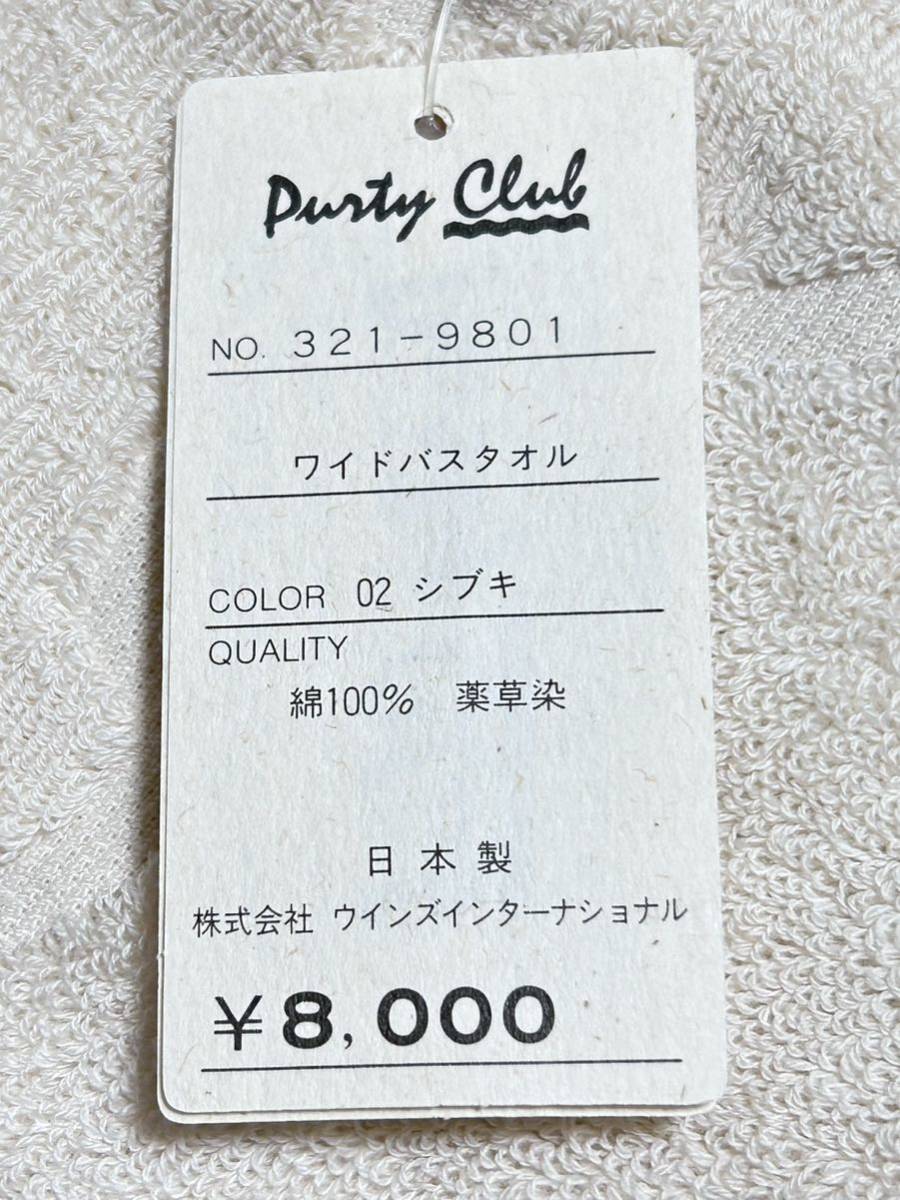 Purty Club
NO. 321-9801
ワイドバスタオル
COLOR 02 シブキ
QUALITY
綿100% 薬草染
日本製
株式会社 ウインズインターナショナル
¥8,000